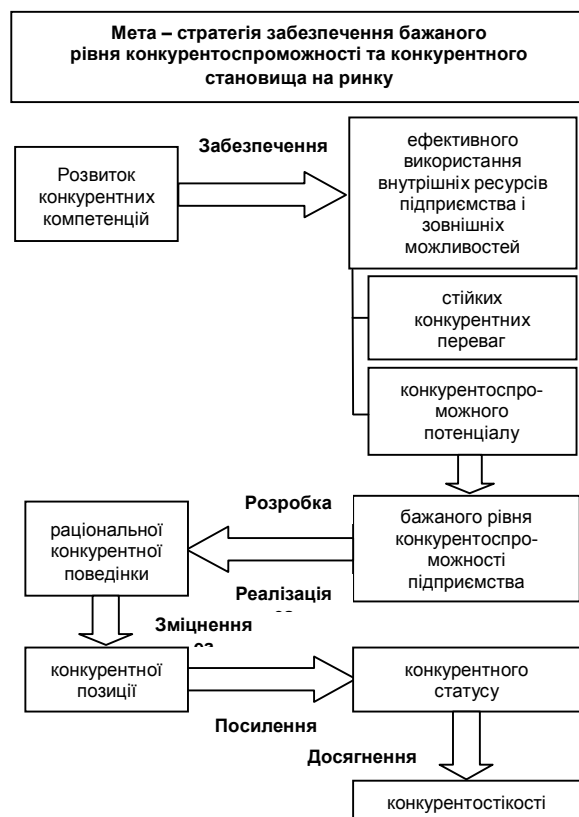 Мета – стратегія забезпечення бажаного
рівня конкурентоспроможності та конкурентного
становища на ринку
Забезпечення
Розвиток
конкурентних
компетенцій
ефективного
використання
внутрішніх ресурсів
підприємства і
зовнішніх
можливостей
стійких
конкурентних
переваг
конкурентоспро-
можного
потенціалу
Розробка
раціональної
конкурентної
поведінки
бажаного рівня
конкурентоспро-
можності
підприємства
Реалізація
Зміцнення
конкурентної
позиції
конкурентного
статусу
Посилення
Досягнення
конкурентостікості